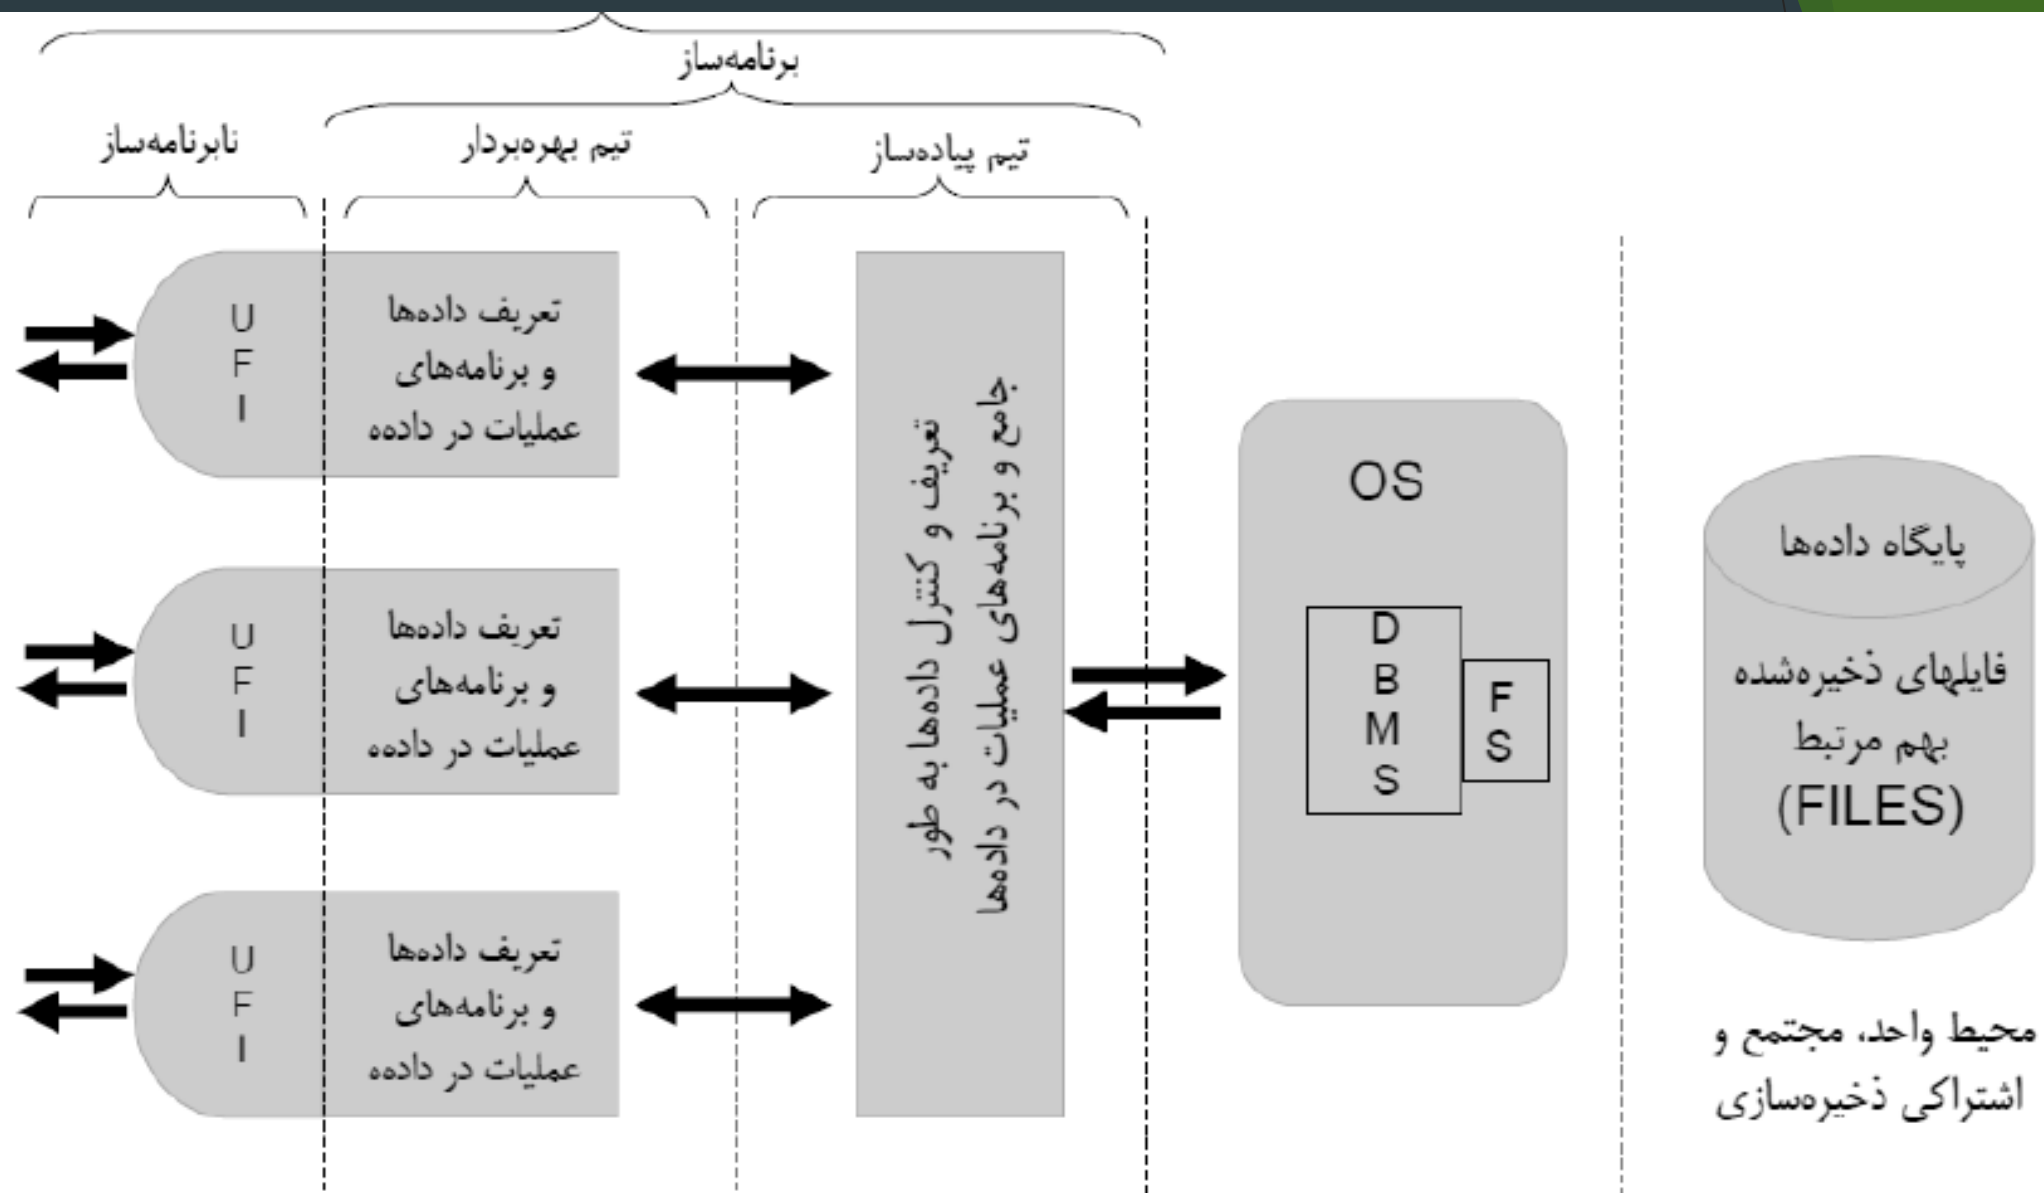 برنامه‌ساز
نابرنامه‌ساز
تیم بهره‌بردار
تیم پیاده‌ساز
U
F
I
تعریف داده‌ها
و برنامه‌های
عملیات در داده‌ه
U
F
I
تعریف داده‌ها
و برنامه‌های
عملیات در داده‌ه
U
F
I
تعریف داده‌ها
و برنامه‌های
عملیات در داده‌ه
تعریف و کنترل داده‌ها به طور
جامع و برنامه‌های عملیات در داده‌ها
OS
D
B
M
S
F
S
پایگاه داده‌ها
فایلهای ذخیره‌شده
بهم مرتبط
(FILES)
محیط واحد، مجتمع و
اشتراکی ذخیره‌سازی